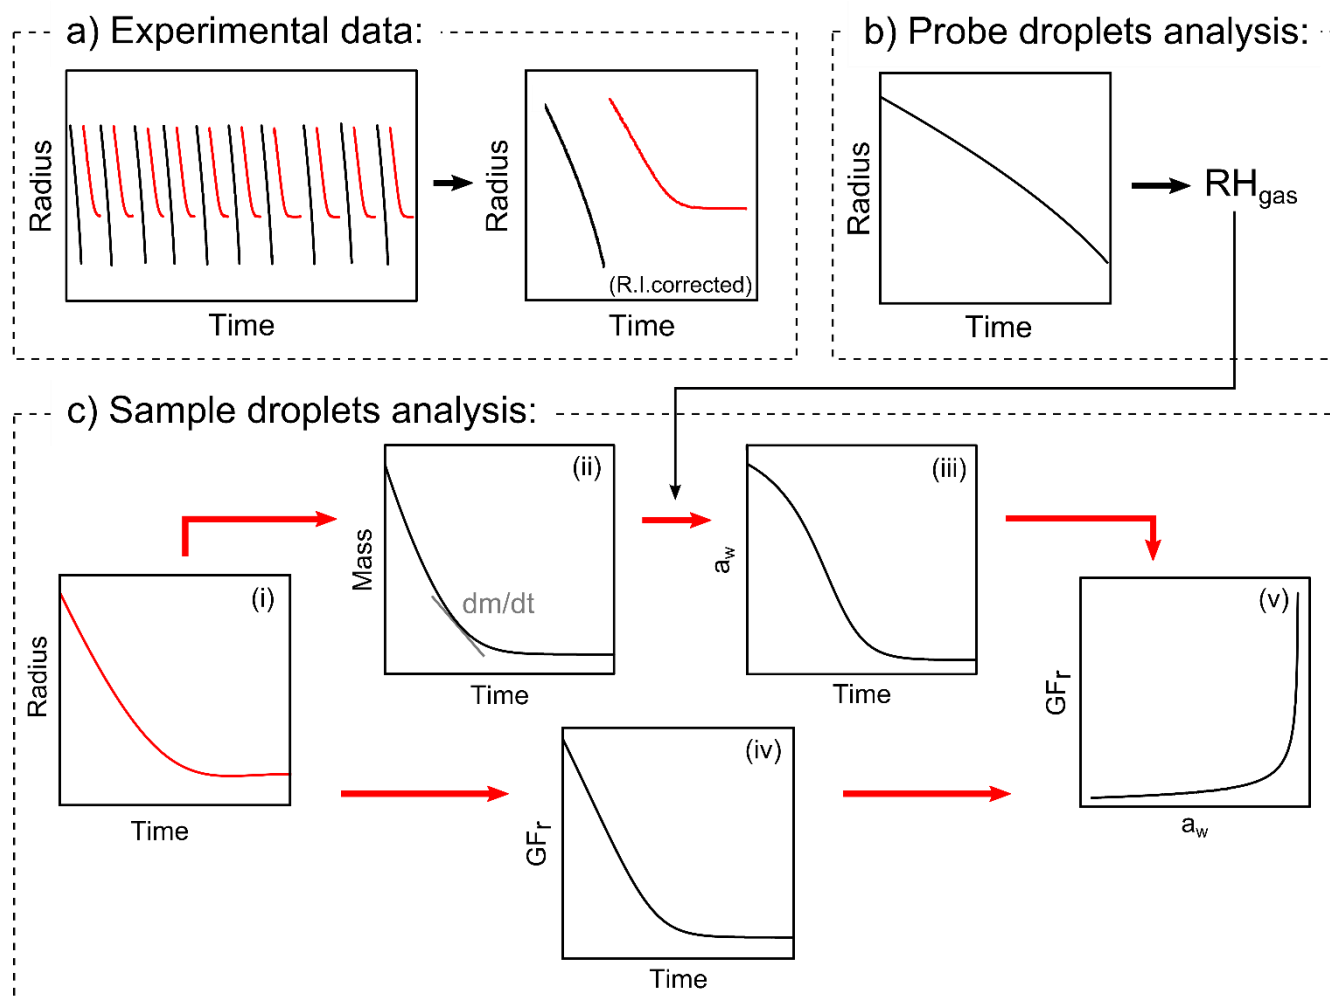 a) Experimental data:
Radius
Time
Radius
(R.I.corrected)
Time
b) Probe droplets analysis:
Radius
Time
RHgas
c) Sample droplets analysis:
(i)
Radius
Time
(ii)
Mass
dm/dt
Time
(iii)
aw
Time
(iv)
GFr
Time
(v)
GFr
aw